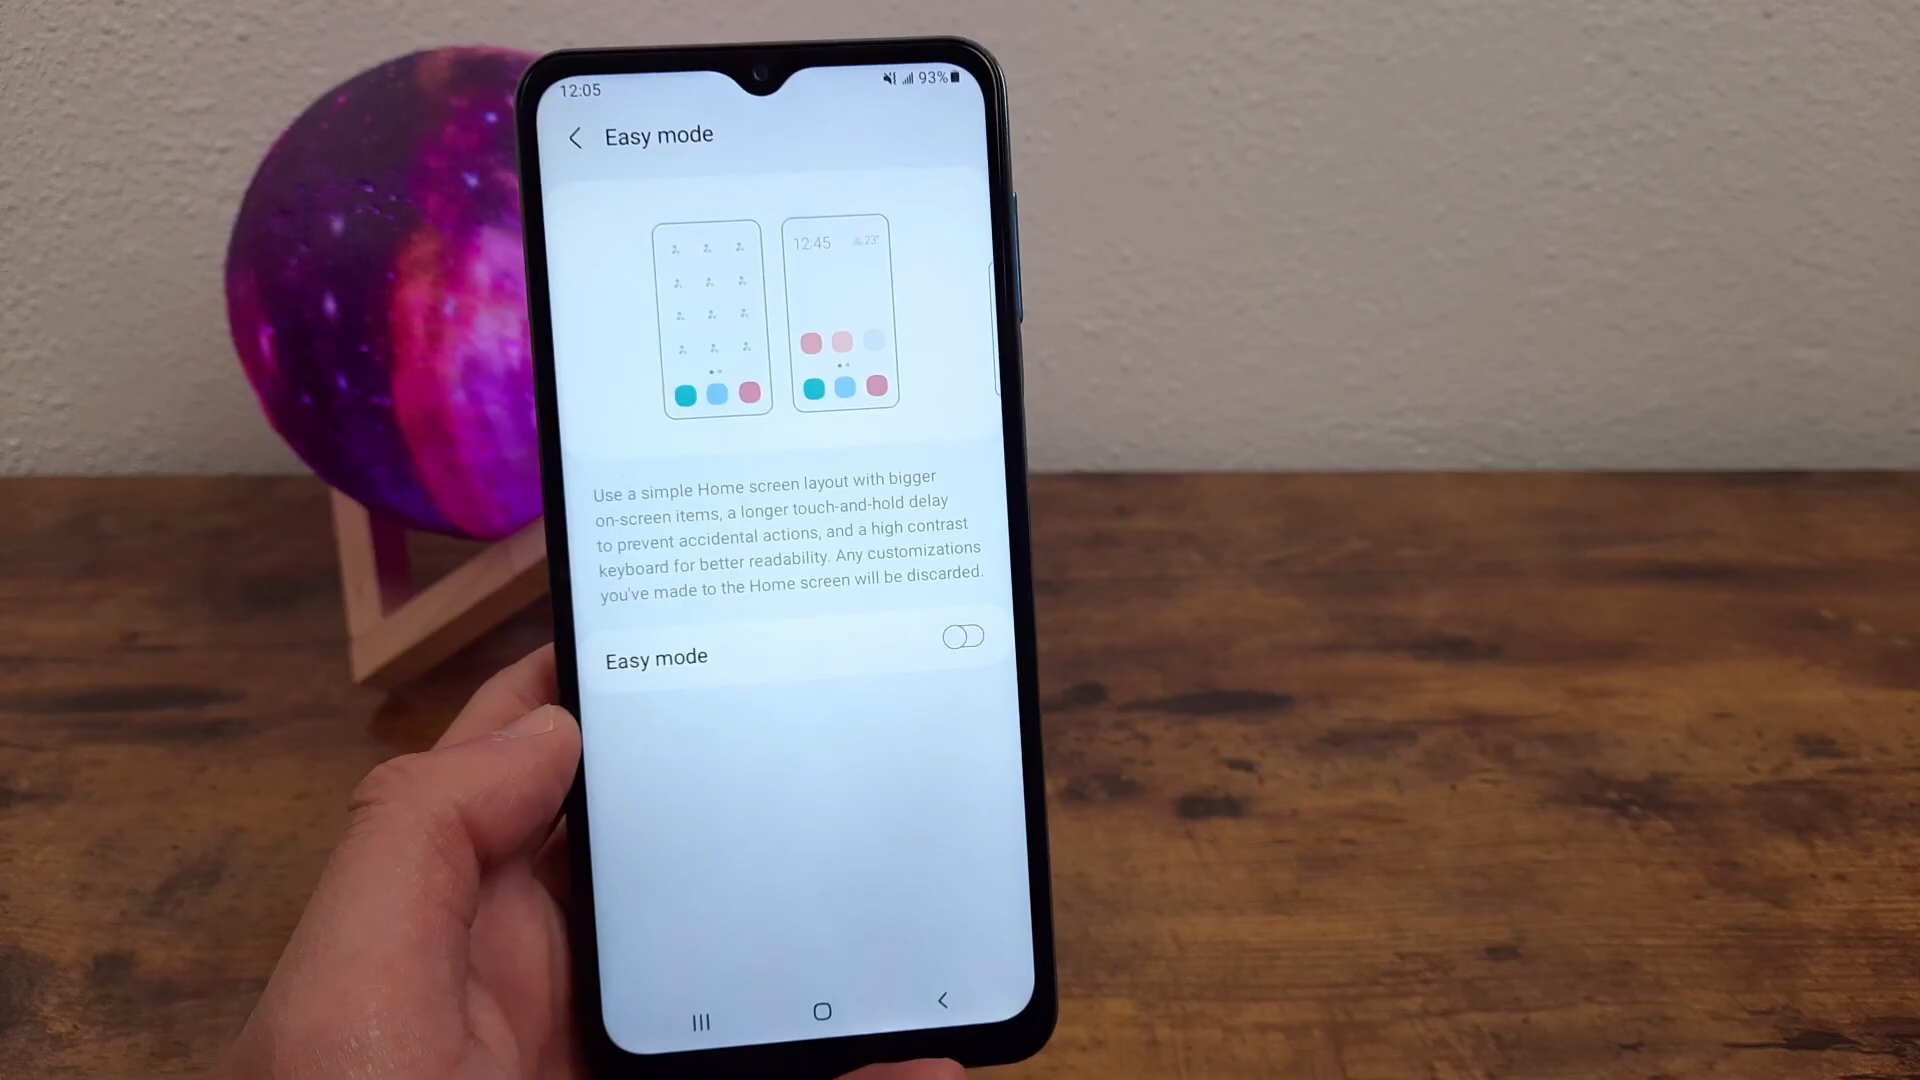 12:05
93%
Easy mode
12:45
23°
Use a simple Home screen layout with bigger
on-screen items, a longer touch-and-hold delay
to prevent accidental actions, and a high contrast
keyboard for better readability. Any customizations
you've made to the Home screen will be discarded.
Easy mode